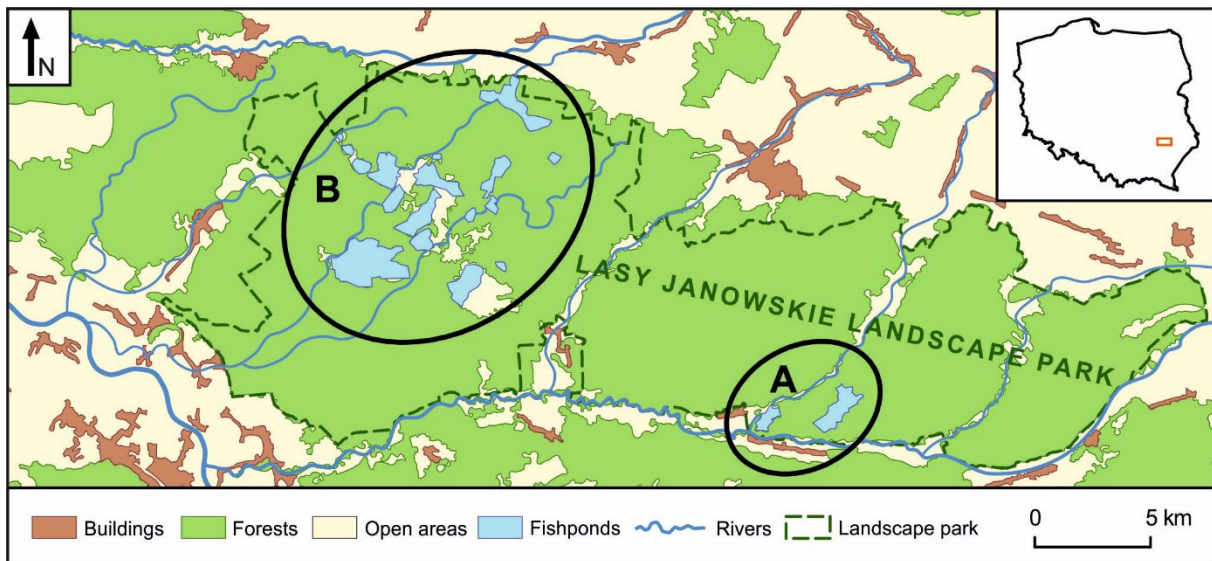 N
B
LASY JANOWSKIE LANDSCAPE PARK
A
Buildings
Forests
Open areas
Fishponds
Rivers
Landscape park
0
5 km